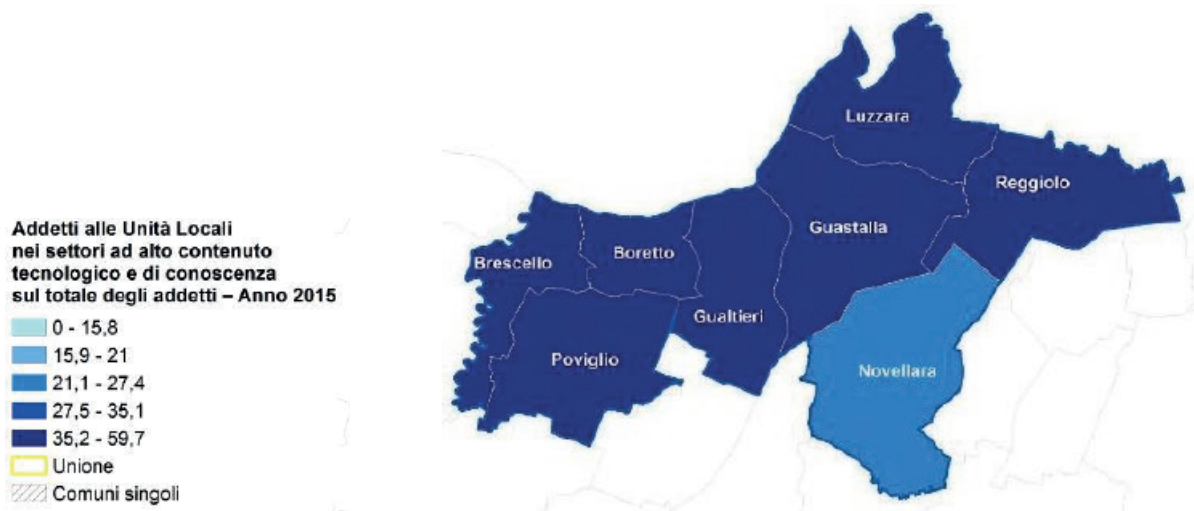 Addetti alle Unità Locali
nei settori ad alto contenuto
tecnologico e di conoscenza
sul totale degli addetti – Anno 2015
0 - 15,8
15,9 - 21
21,1 - 27,4
27,5 - 35,1
35,2 - 59,7
Unione
Comuni singoli
Luzzara
Reggiolo
Guastalla
Boretto
Brescello
Gualtieri
Poviglio
Novellara